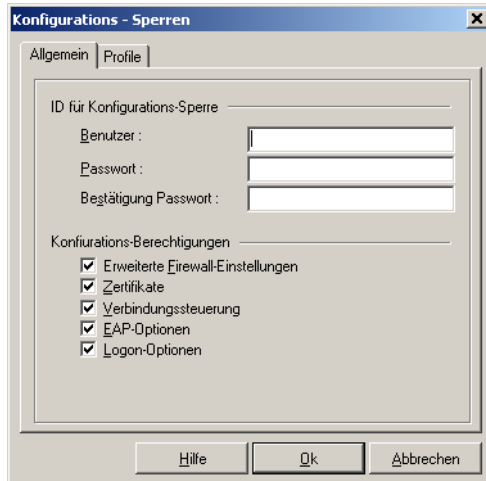 Konfigurations - Sperren
Allgemein Profile
ID für Konfigurations-Sperre
Benutzer :
Passwort :
Bestätigung Passwort :
Konfiurations-Berechtigungen
Erweiterte Firewall-Einstellungen
Zertifikate
Verbindungssteuerung
EAP-Optionen
Logon-Optionen
Hilfe Ok Abbrechen